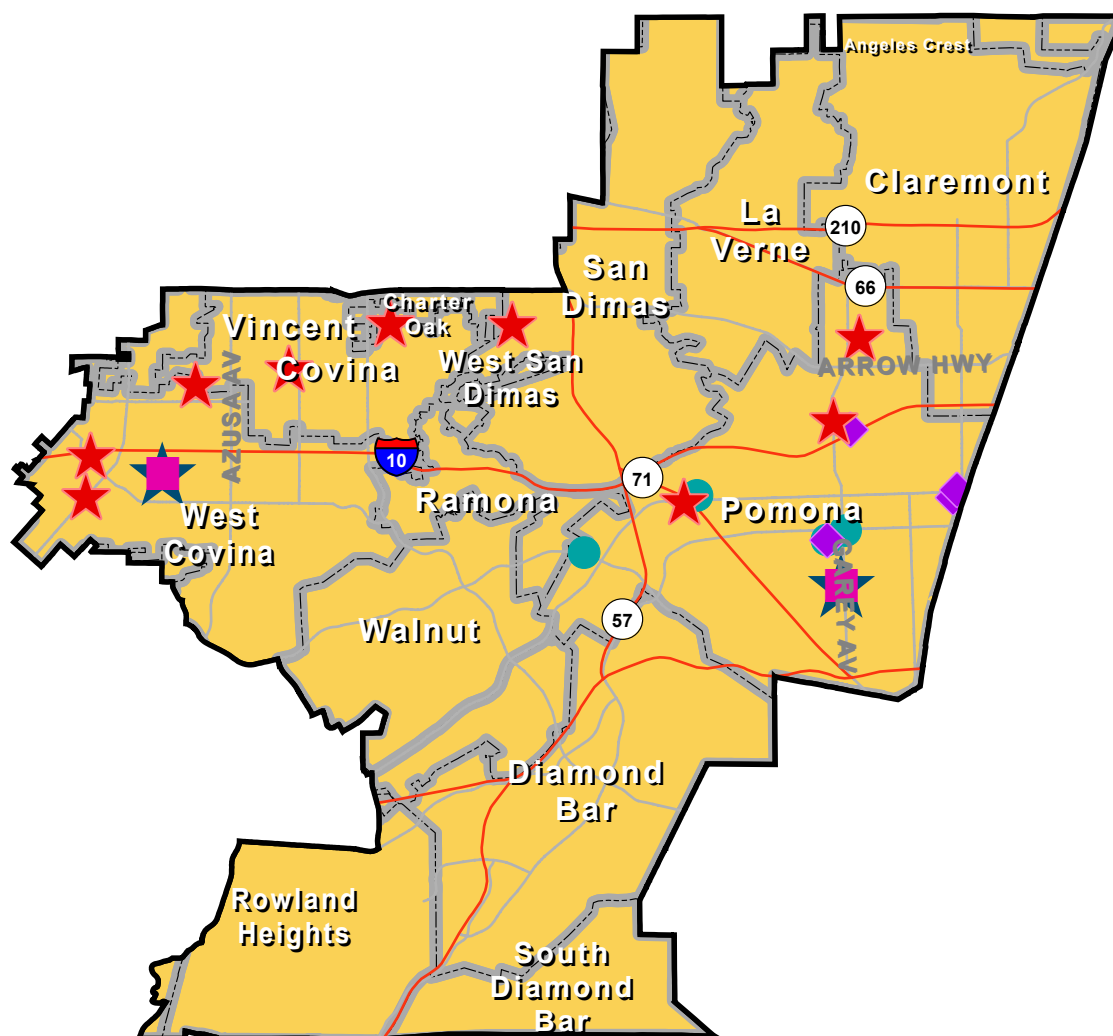 Angeles Crest
Claremont
La
Verne
210
San
Dimas
66
Charter
Oak
Vincent
Covina
West San
Dimas
ARROW HWY
AZUSA AV
10
71
Ramona
Pomona
West
Covina
GAREY AV
57
Walnut
Diamond
Bar
Rowland
Heights
South
Diamond
Bar